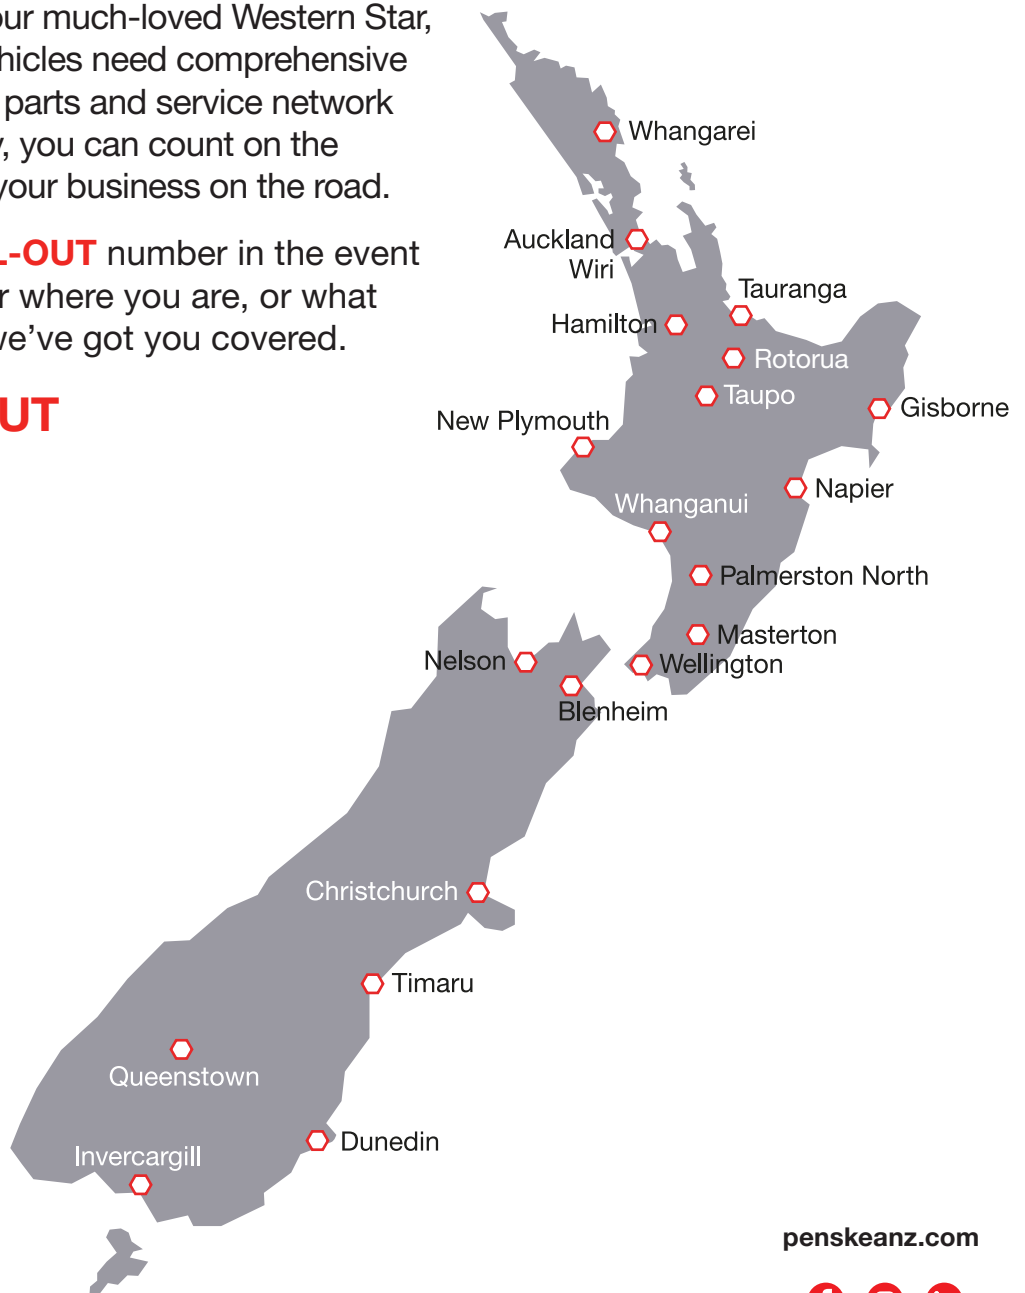 our much-loved Western Star,
hicles need comprehensive
parts and service network
, you can count on the
your business on the road.
L-OUT number in the event
r where you are, or what
we've got you covered.
OUT
Whangarei
Auckland
Wiri
Tauranga
Hamilton
Rotorua
Taupo
Gisborne
New Plymouth
Napier
Whanganui
Palmerston North
Masterton
Nelson
Wellington
Blenheim
Christchurch
Timaru
Queenstown
Dunedin
Invercargill
penskeanz.com